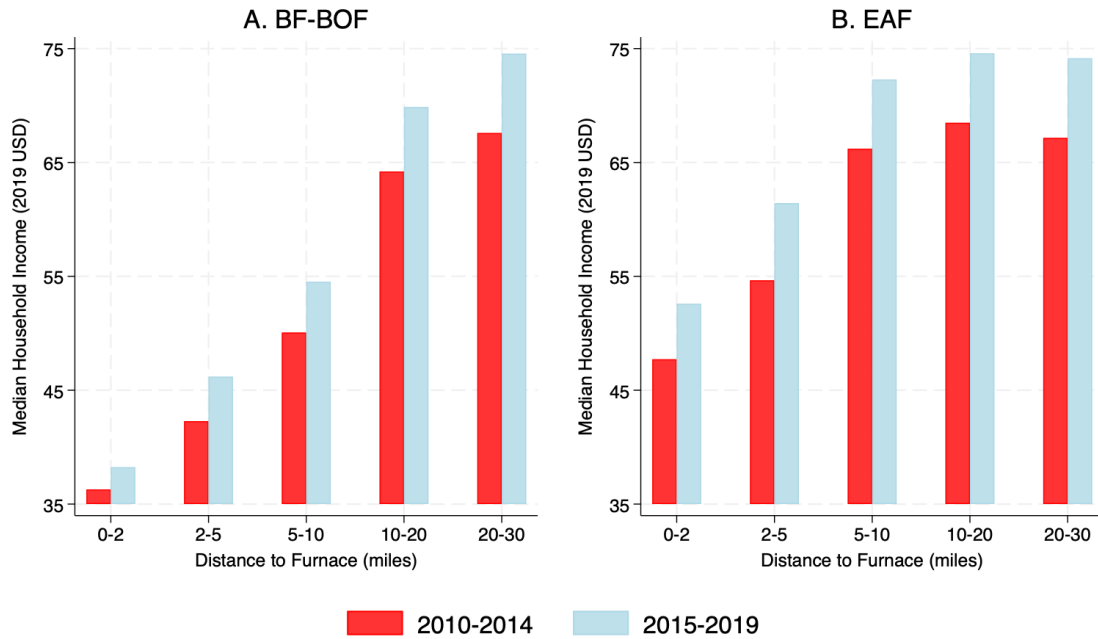 A. BF-BOF
Median Household Income (2019 USD)
75
65
55
45
35
0-2 2-5 5-10 10-20 20-30
Distance to Furnace (miles)
B. EAF
Median Household Income (2019 USD)
75
65
55
45
35
0-2 2-5 5-10 10-20 20-30
Distance to Furnace (miles)
2010-2014 2015-2019